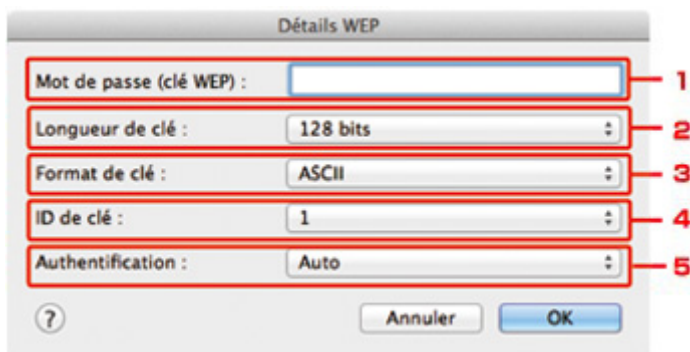 Détails WEP
Mot de passe (clé WEP) : 1
Longueur de clé : 128 bits 2
Format de clé : ASCII 3
ID de clé : 1 4
Authentification : Auto 5
? Annuler OK